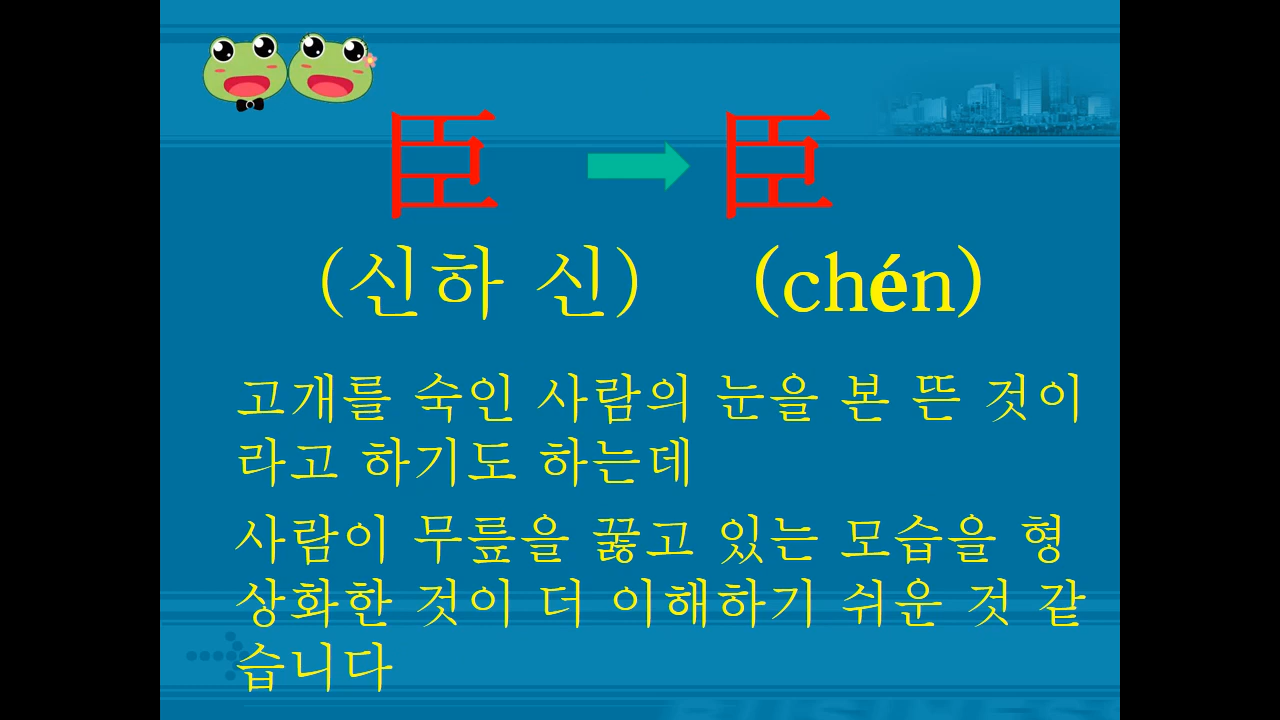 臣 臣
(신하 신) (chén)
고개를 숙인 사람의 눈을 본 뜬 것이
라고 하기도 하는데
사람이 무릎을 꿇고 있는 모습을 형
상화한 것이 더 이해하기 쉬운 것 같
습니다